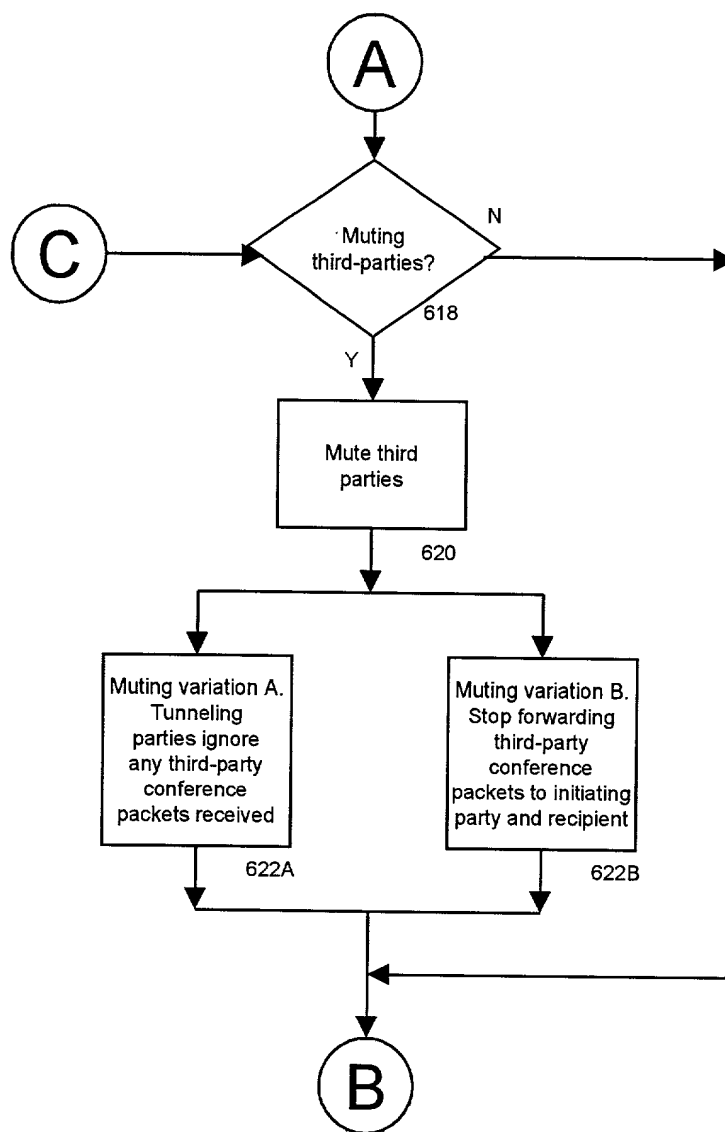 A
C
Muting
third-parties?
N
618
Y
Mute third
parties
620
Muting variation A.
Tunneling
parties ignore
any third-party
conference
packets received
622A
Muting variation B.
Stop forwarding
third-party
conference
packets to initiating
party and recipient
622B
B